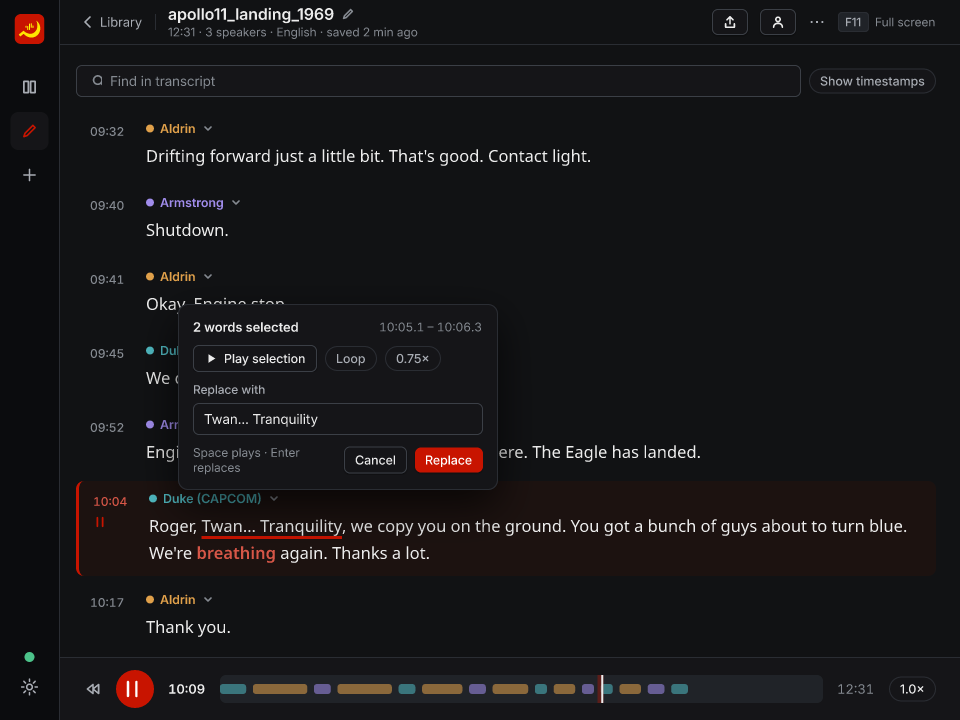 Library
apollo11_landing_1969
12:31 · 3 speakers · English · saved 2 min ago
F11 Full screen
Find in transcript
Show timestamps
09:32 Aldrin
Drifting forward just a little bit. That's good. Contact light.
09:40 Armstrong
Shutdown.
09:41 Aldrin
Okay. Engine stop.
09:45
We
09:52
ere. The Eagle has landed.
2 words selected 10:05.1 – 10:06.3
Play selection Loop 0.75×
Replace with
Twan... Tranquility
Space plays · Enter
replaces
Cancel Replace
10:04 Duke (CAPCOM)
Roger, Twan... Tranquility, we copy you on the ground. You got a bunch of guys about to turn blue.
We're breathing again. Thanks a lot.
10:17 Aldrin
Thank you.
10:09 12:31 1.0×